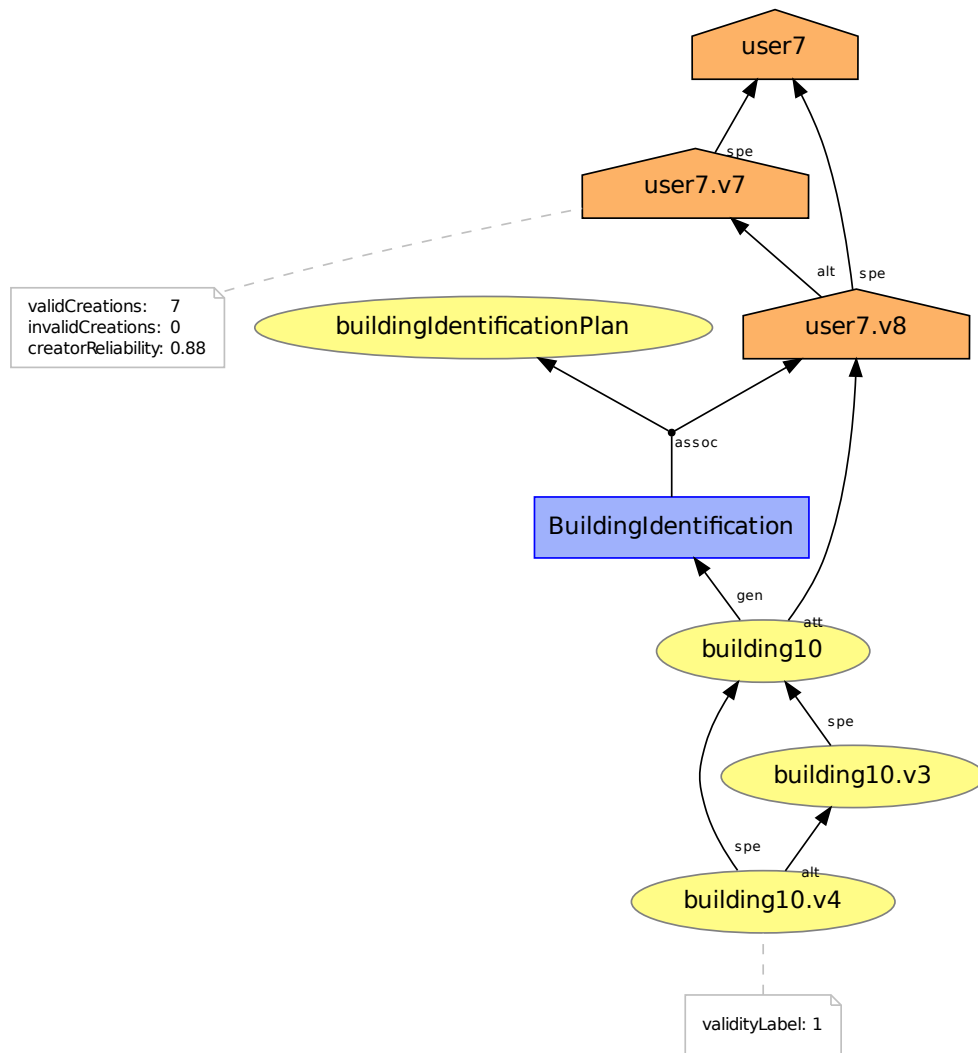 user7
spe
user7.v7
alt
spe
validCreations: 7
invalidCreations: 0
creatorReliability: 0.88
buildingIdentificationPlan
user7.v8
assoc
BuildingIdentification
gen
att
building10
spe
building10.v3
spe
alt
building10.v4
validityLabel: 1